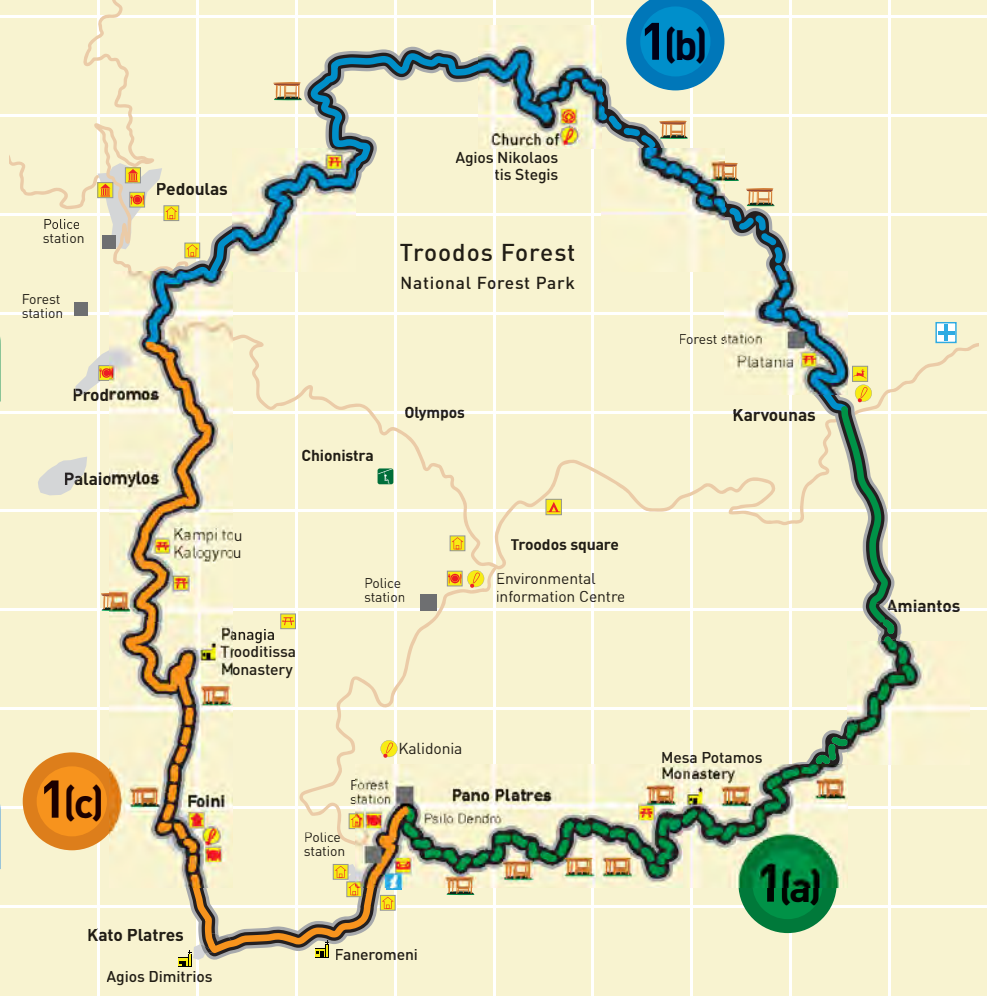 1(b)
Church of
Agios Nikolaos
tis Stegis
Pedoulas
Police
station
Troodos Forest
National Forest Park
Forest
station
Forest station
Platania
Prodromos
Karvounas
Olympos
Chionistra
Palaiomylos
Kampi tou
Kalogyrou
Troodos square
Police
station
Environmental
information Centre
Amiantos
Panagia
Trooditissa
Monastery
Kalidonia
Mesa Potamos
Monastery
1(c)
Foini
Forest
station
Pano Platres
Psilo Dendro
Police
station
1(a)
Kato Platres
Faneromeni
Agios Dimitrios